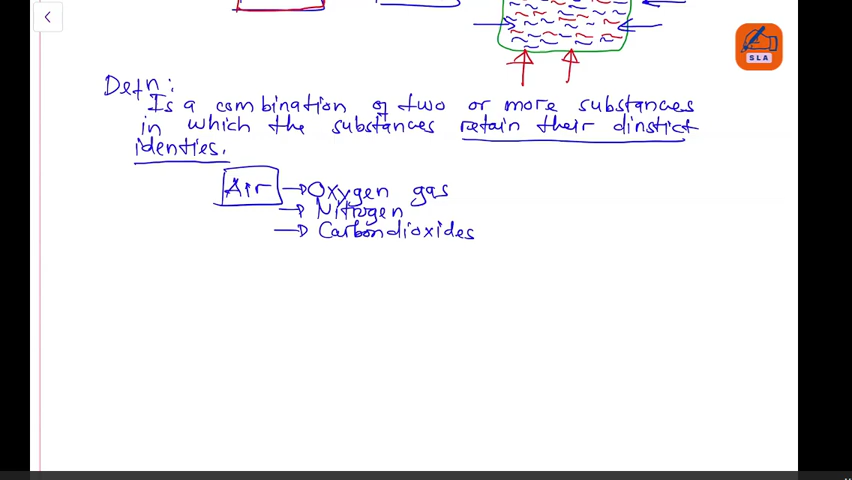 SLA
Defn:
Is a combination of two or more substances
in which the substances retain their dinstict
identies.
Air → Oxygen gas
→ Nitrogen
→ Carbondioxides